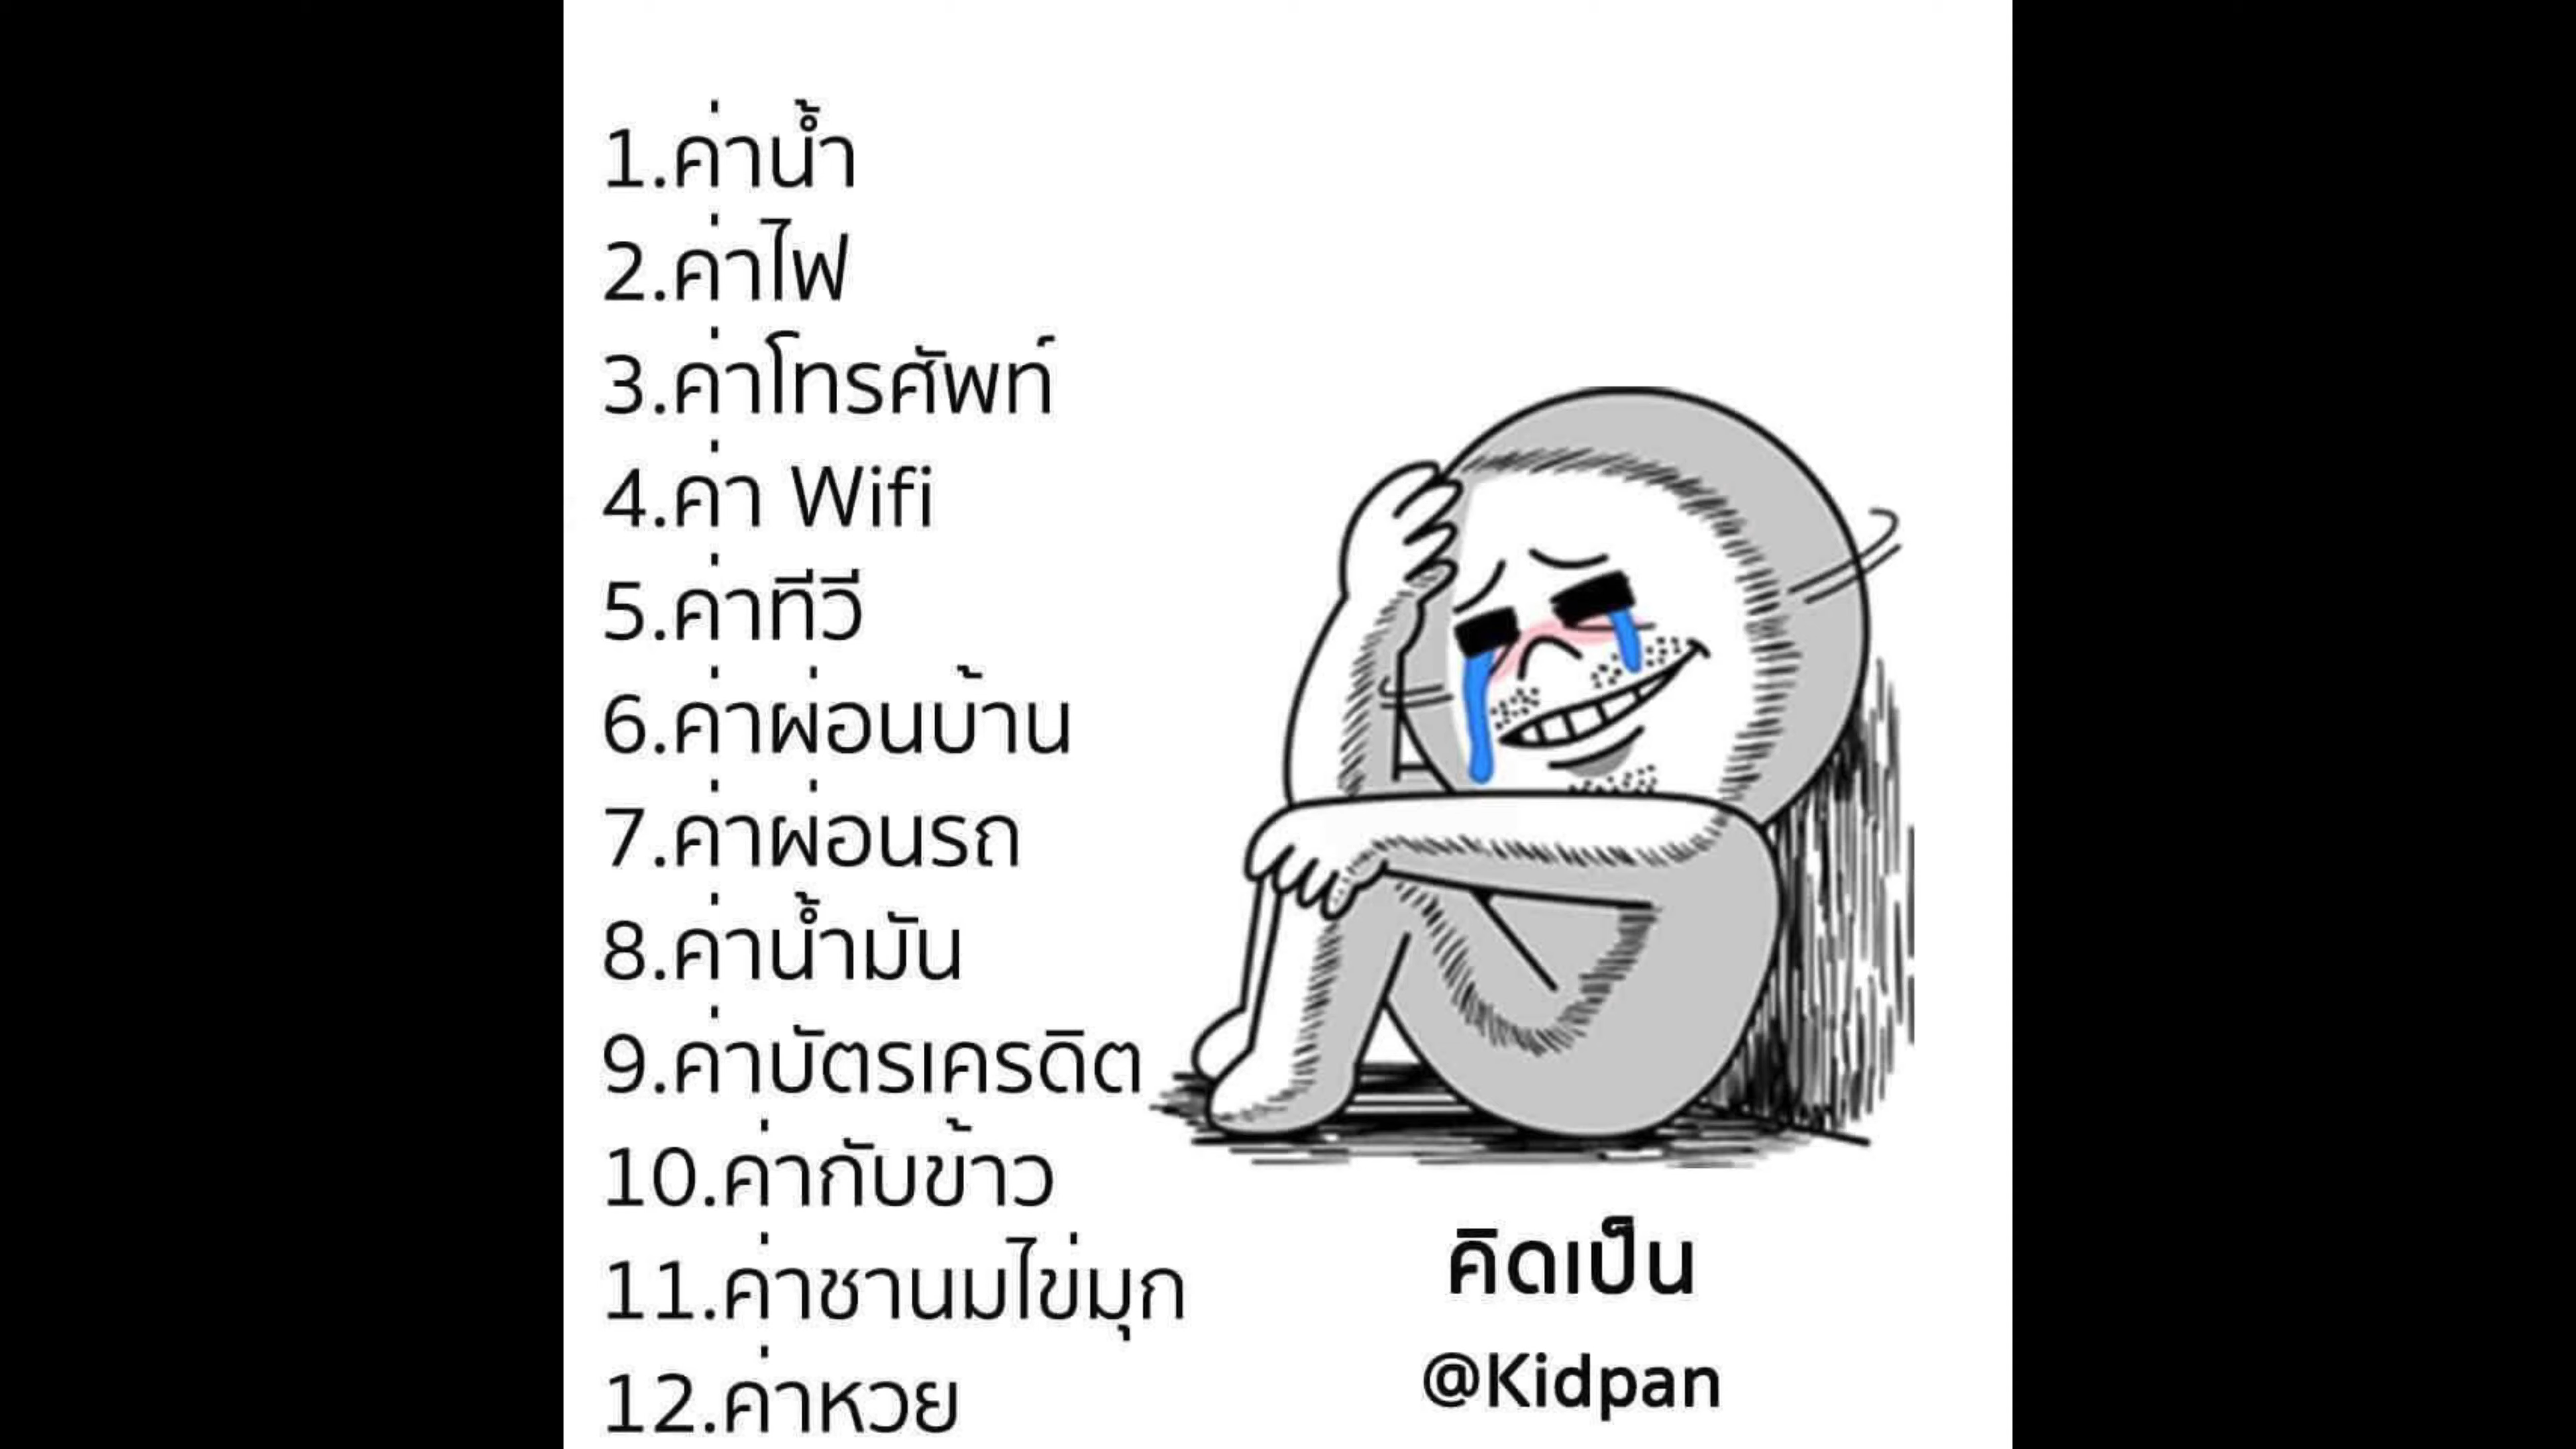 1.ค่าน้ำ
2.ค่าไฟ
3.ค่าโทรศัพท์
4.ค่า Wifi
5.ค่าทีวี
6.ค่าผ่อนบ้าน
7.ค่าผ่อนรถ
8.ค่าน้ำมัน
9.ค่าบัตรเครดิต
10.ค่ากับข้าว
11.ค่าชานมไข่มุก
12.ค่าหวย
คิดเป็น
@Kidpan